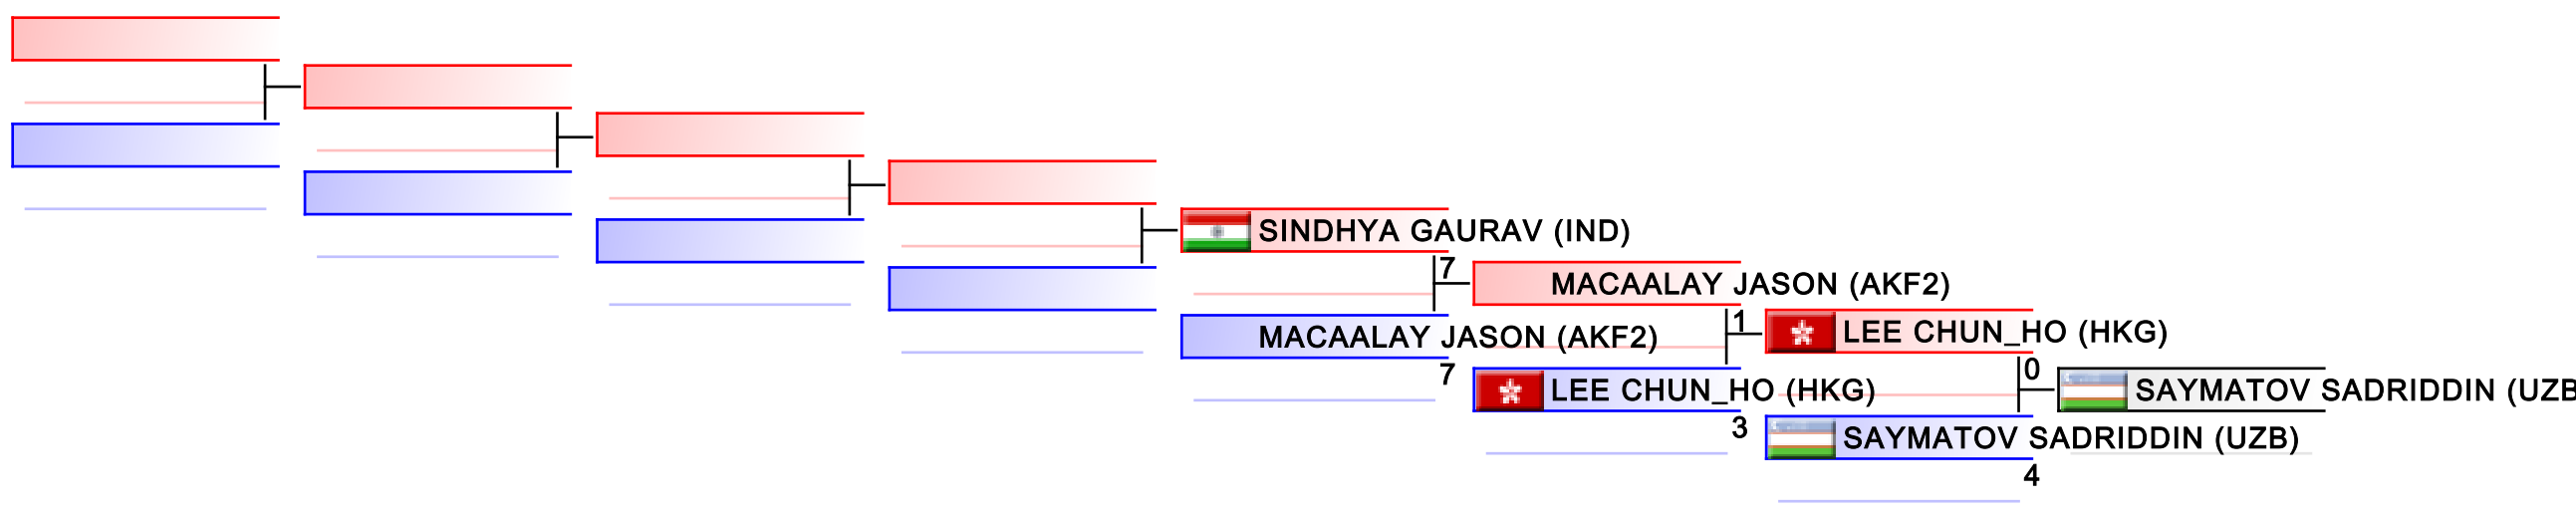 SINDHYA GAURAV (IND)
7
MACAALAY JASON (AKF2)
7
MACAALAY JASON (AKF2)
1
LEE CHUN_HO (HKG)
3
LEE CHUN_HO (HKG)
0
SAYMATOV SADRIDDIN (UZB)
4
SAYMATOV SADRIDDIN (UZB